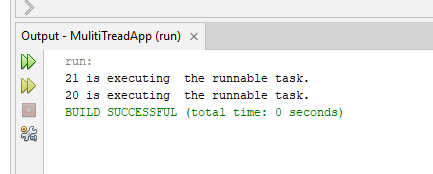 Output - MulitiTreadApp (run)
run:
21 is executing  the runnable task.
20 is executing  the runnable task.
BUILD SUCCESSFUL (total time: 0 seconds)